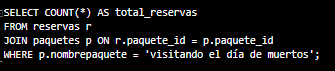 SELECT COUNT(*) AS total_reservas
FROM reservas r
JOIN paquetes p ON r.paquete_id = p.paquete_id
WHERE p.nombrepaquete = 'visitando el día de muertos';